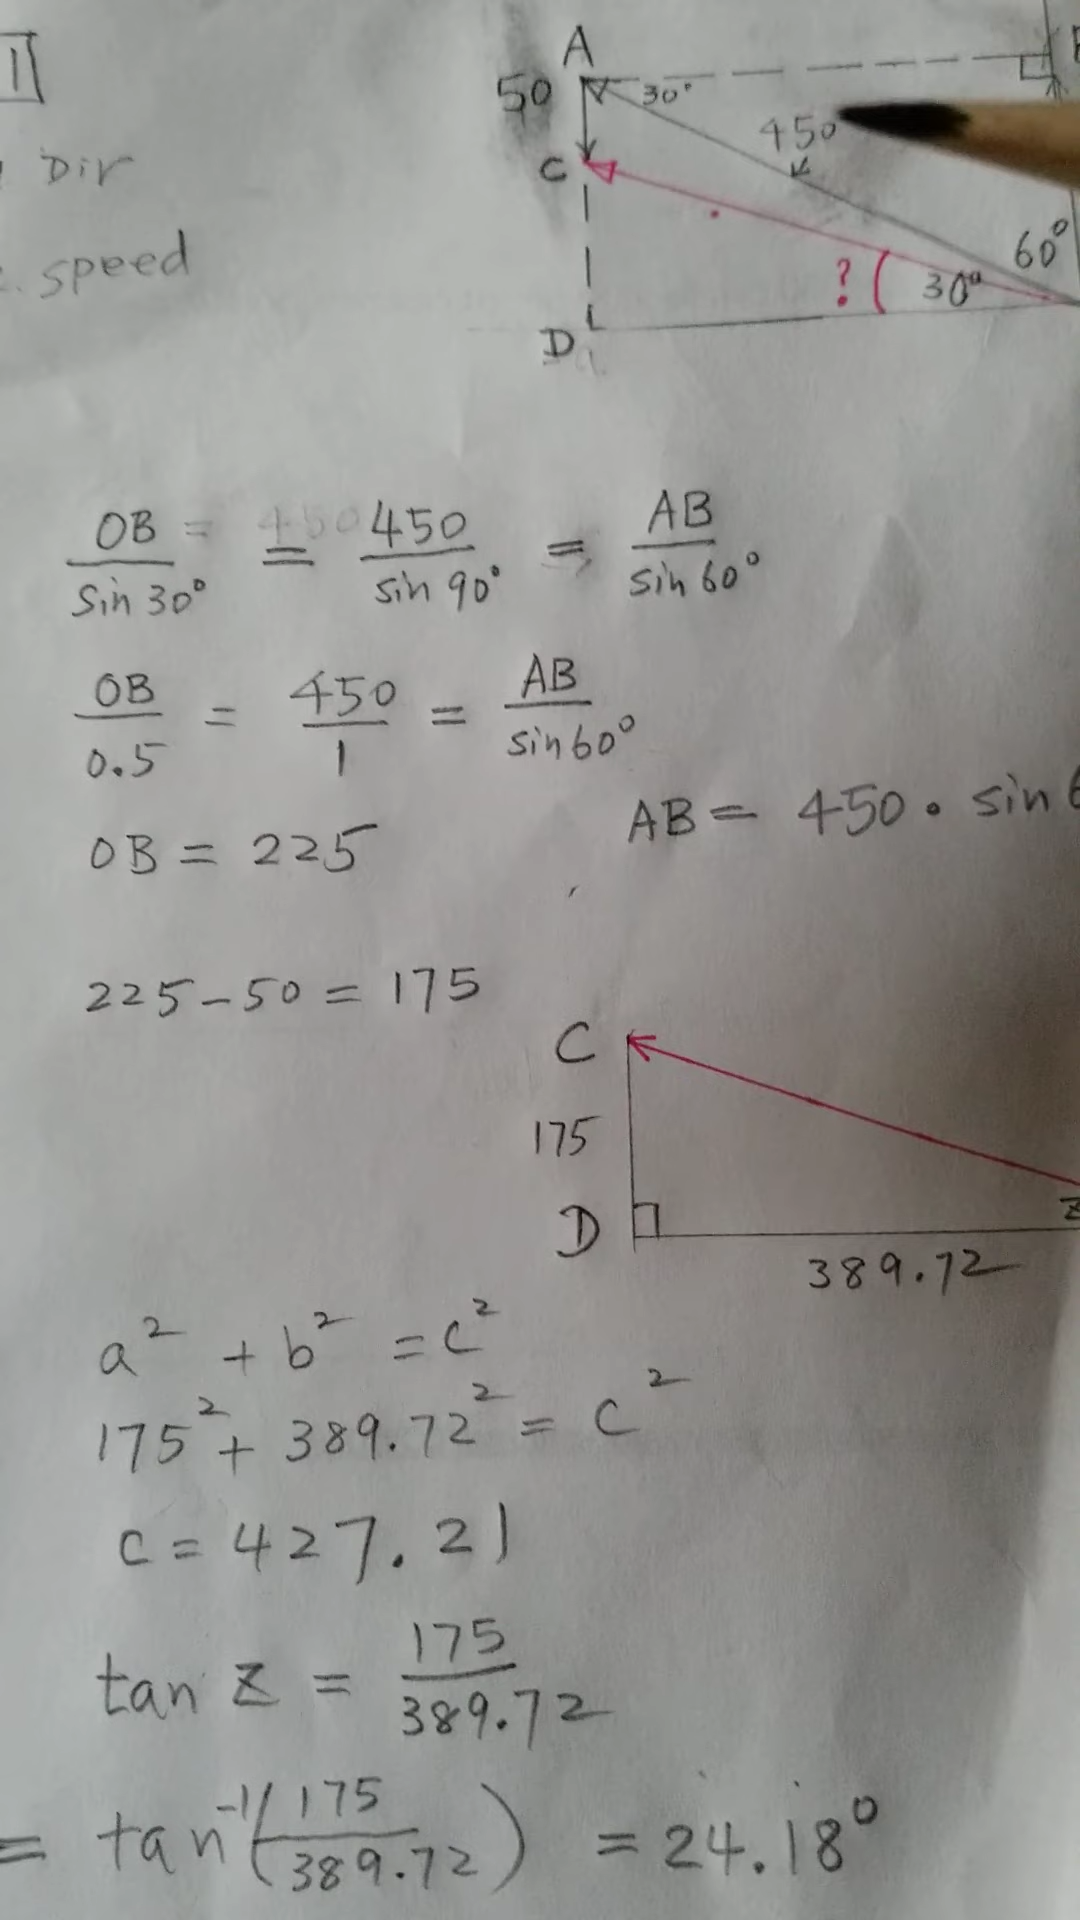 1
Dir
speed
A
50
30°
450
C
60°
? 30°
D
OB = 450 450 AB
sin 30° = sin 90° = sin 60°
OB = 450 = AB
0.5 1 sin 60°
AB = 450 · sin
OB = 225
225 - 50 = 175
C
175
D
z
389.72
a² + b² = c²
175² + 389.72² = c²
c = 427.21
tan z = 175
389.72
= tan⁻¹(175 / 389.72) = 24.18°